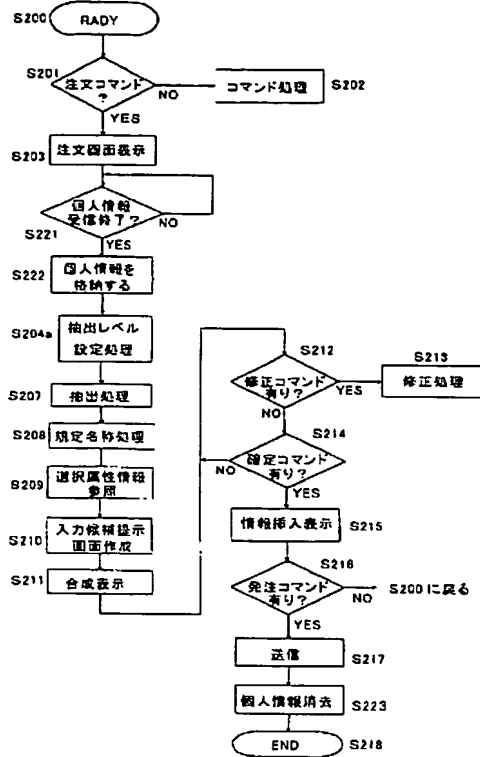 S200
RADY
S201
注文コマンド
?
NO
コマンド処理
S202
YES
S203
注文画面表示
個人情報
受信終了?
NO
S221
YES
S222
個人情報を
格納する
S204a
抽出レベル
設定処理
S207
抽出処理
S208
規定名称処理
S209
選択属性情報
参照
S210
入力候補提示
画面作成
S211
合成表示
S212
修正コマンド
有り?
YES
S213
修正処理
NO
S214
確定コマンド
有り?
NO
YES
情報挿入表示
S215
S216
発注コマンド
有り?
NO
S200に戻る
YES
送信
S217
個人情報消去
S223
END
S218